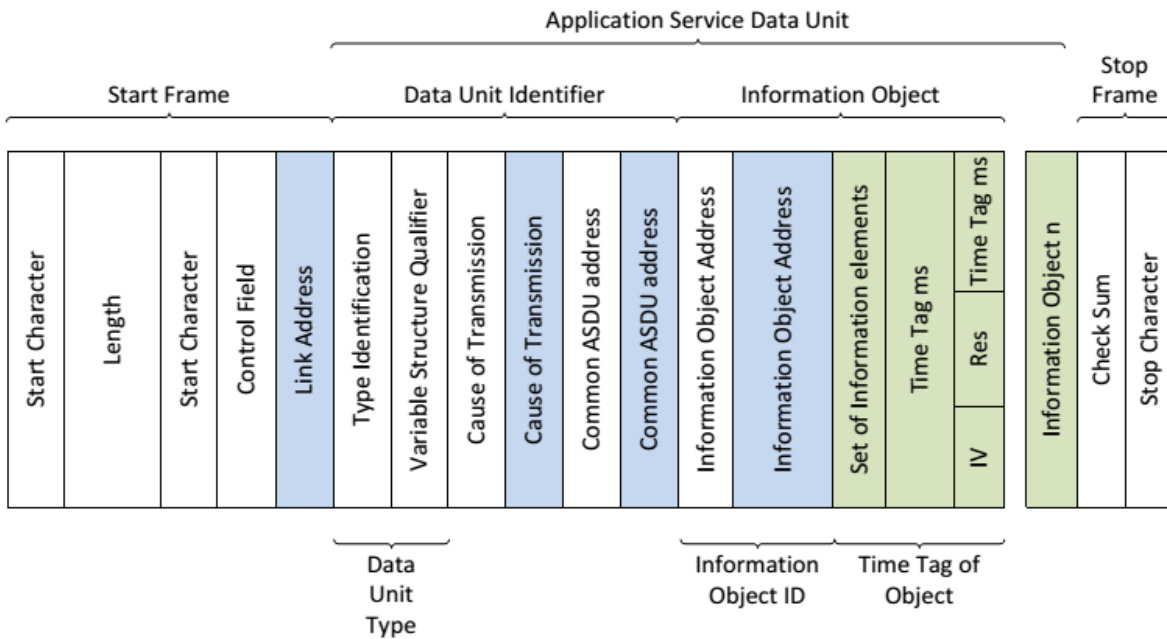 Application Service Data Unit
Start Frame
Data Unit Identifier
Information Object
Stop
Frame
Start Character
Length
Start Character
Control Field
Link Address
Type Identification
Variable Structure Qualifier
Cause of Transmission
Cause of Transmission
Common ASDU address
Common ASDU address
Information Object Address
Information Object Address
Set of Information elements
Time Tag ms
Time Tag ms
Res
IV
Information Object n
Check Sum
Stop Character
Data
Unit
Type
Information
Object ID
Time Tag of
Object